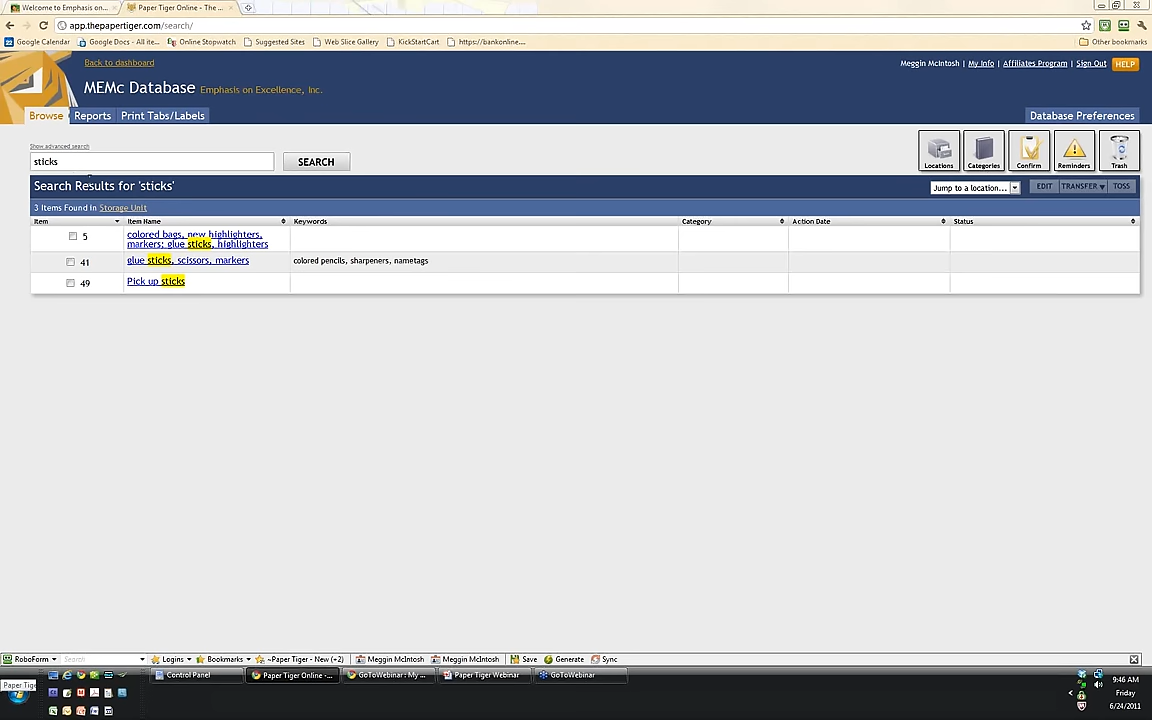 Welcome to Emphasis on...
Paper Tiger Online - The ...
app.thepapertiger.com/search/
Google Calendar
Google Docs - All ite...
Online Stopwatch
Suggested Sites
Web Slice Gallery
KickStartCart
https://bankonline....
Other bookmarks
Back to dashboard
Meggin McIntosh | My Info | Affiliates Program | Sign Out HELP
MEMc Database Emphasis on Excellence, Inc.
Browse Reports Print Tabs/Labels Database Preferences
Show advanced search
sticks SEARCH
Locations Categories Confirm Reminders Trash
Search Results for 'sticks'
Jump to a location... EDIT TRANSFER TOSS
3 Items Found in Storage Unit
Item Item Name Keywords Category Action Date Status
5 colored bags, new highlighters,
markers; glue sticks, highlighters
41 glue sticks, scissors, markers colored pencils, sharpeners, nametags
49 Pick up sticks
RoboForm Search Logins Bookmarks ~Paper Tiger - New (+2) Meggin McIntosh Meggin McIntosh Save Generate Sync
Control Panel Paper Tiger Online -... GoToWebinar: My ... Paper Tiger Webinar GoToWebinar
Paper Tige
9:46 AM
Friday
6/24/2011